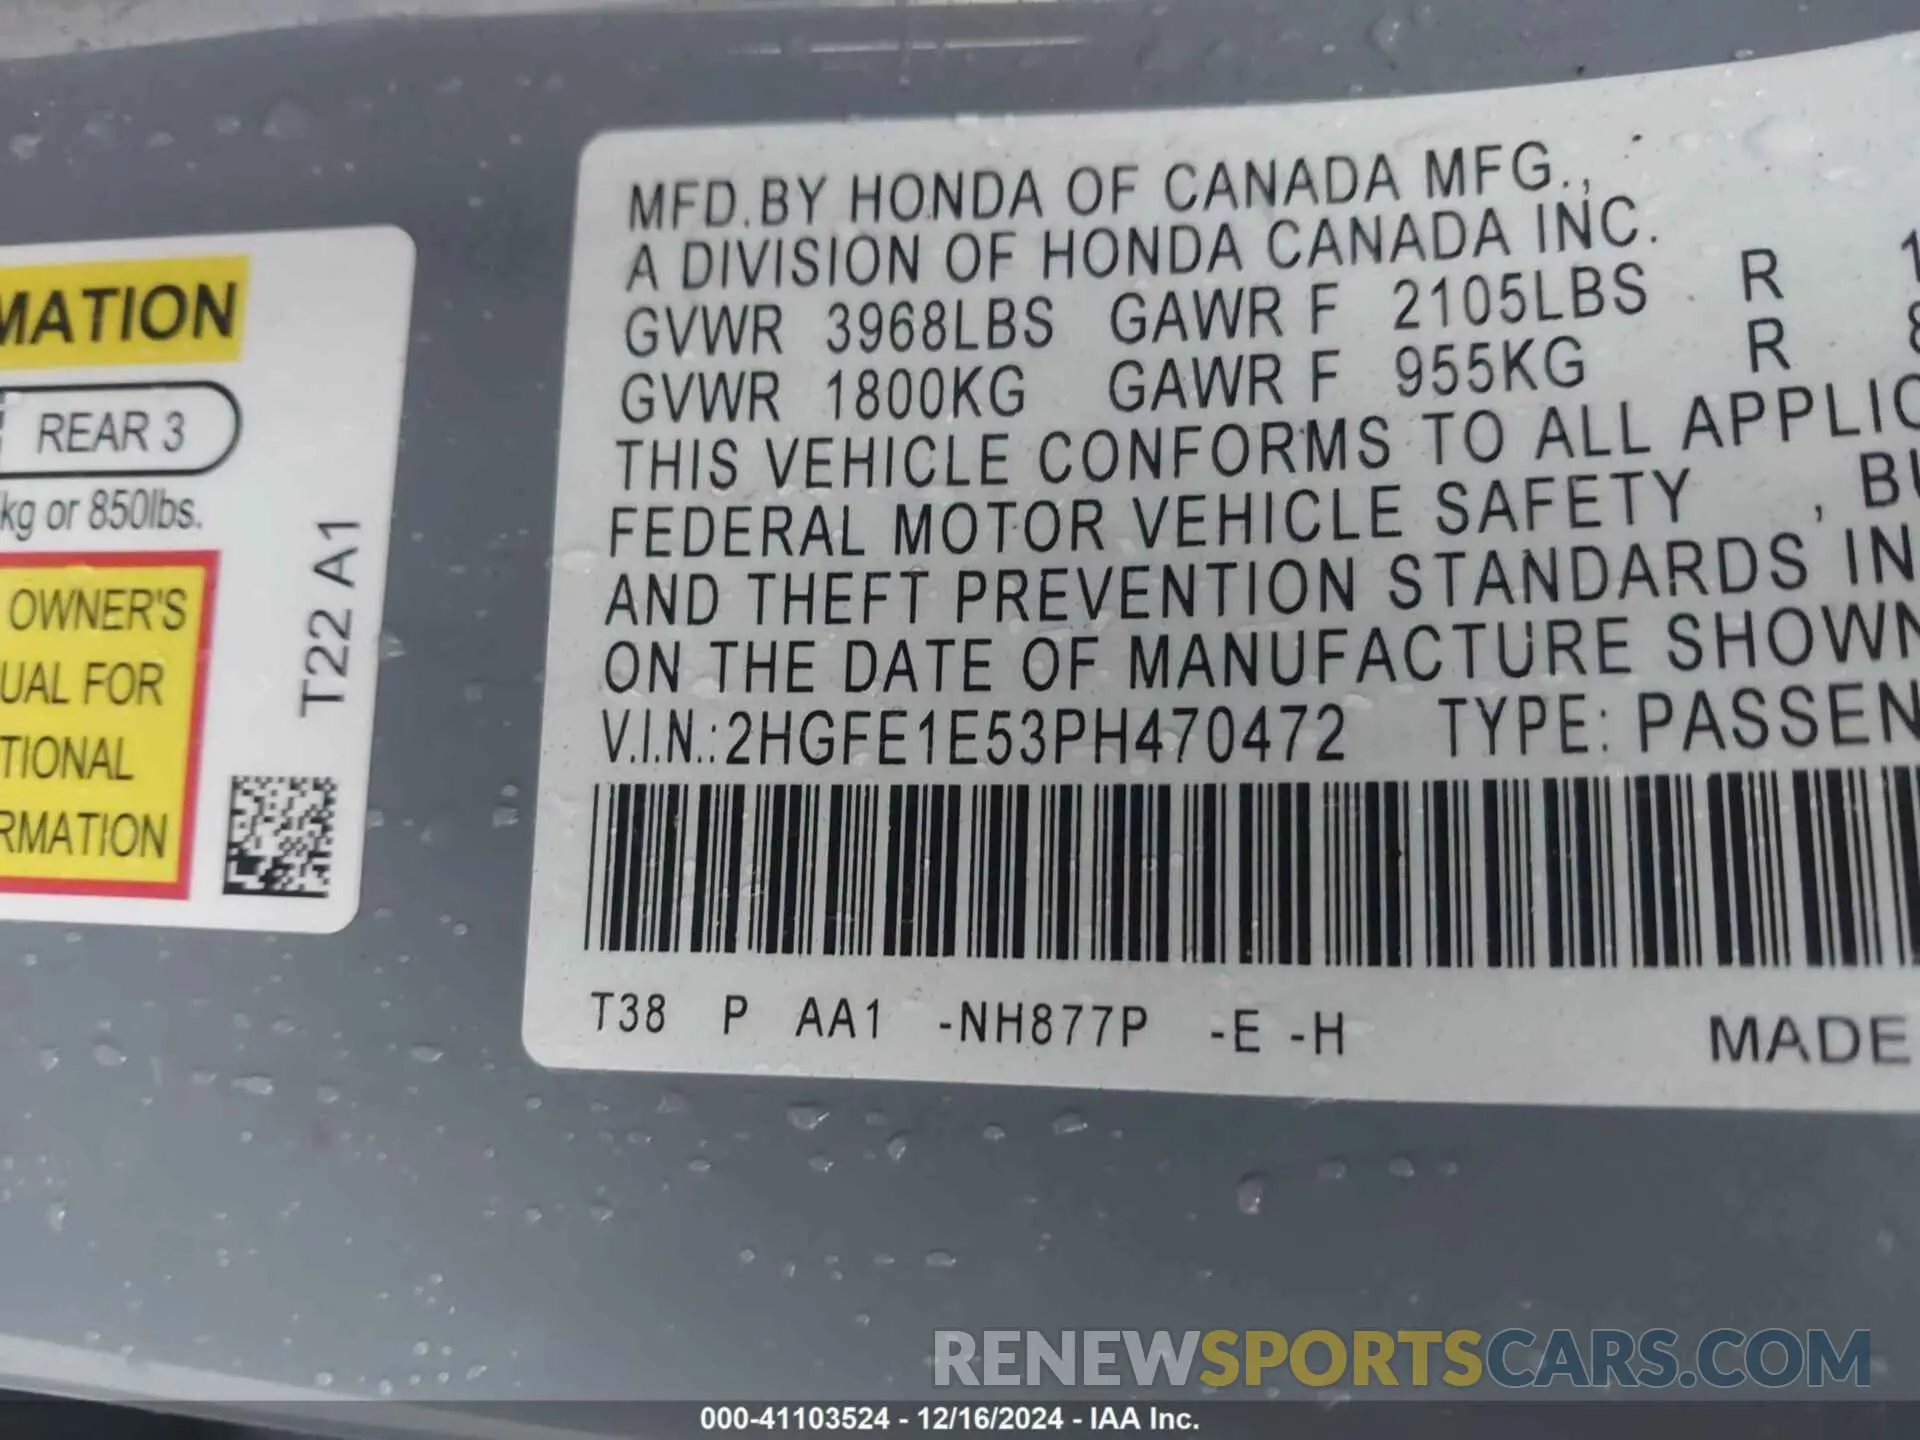 MATION
REAR 3
kg or 850lbs.
OWNER'S
UAL FOR
TIONAL
RMATION
T22 A1
MFD.BY HONDA OF CANADA MFG.,
A DIVISION OF HONDA CANADA INC.
GVWR 3968LBS GAWR F 2105LBS R 1
GVWR 1800KG GAWR F 955KG R 8
THIS VEHICLE CONFORMS TO ALL APPLIC
FEDERAL MOTOR VEHICLE SAFETY , BU
AND THEFT PREVENTION STANDARDS IN
ON THE DATE OF MANUFACTURE SHOWN
V.I.N.:2HGFE1E53PH470472 TYPE: PASSEN
T38 P AA1 -NH877P -E -H MADE
RENEWSPORTSCARS.COM
000-41103524 - 12/16/2024 - IAA Inc.